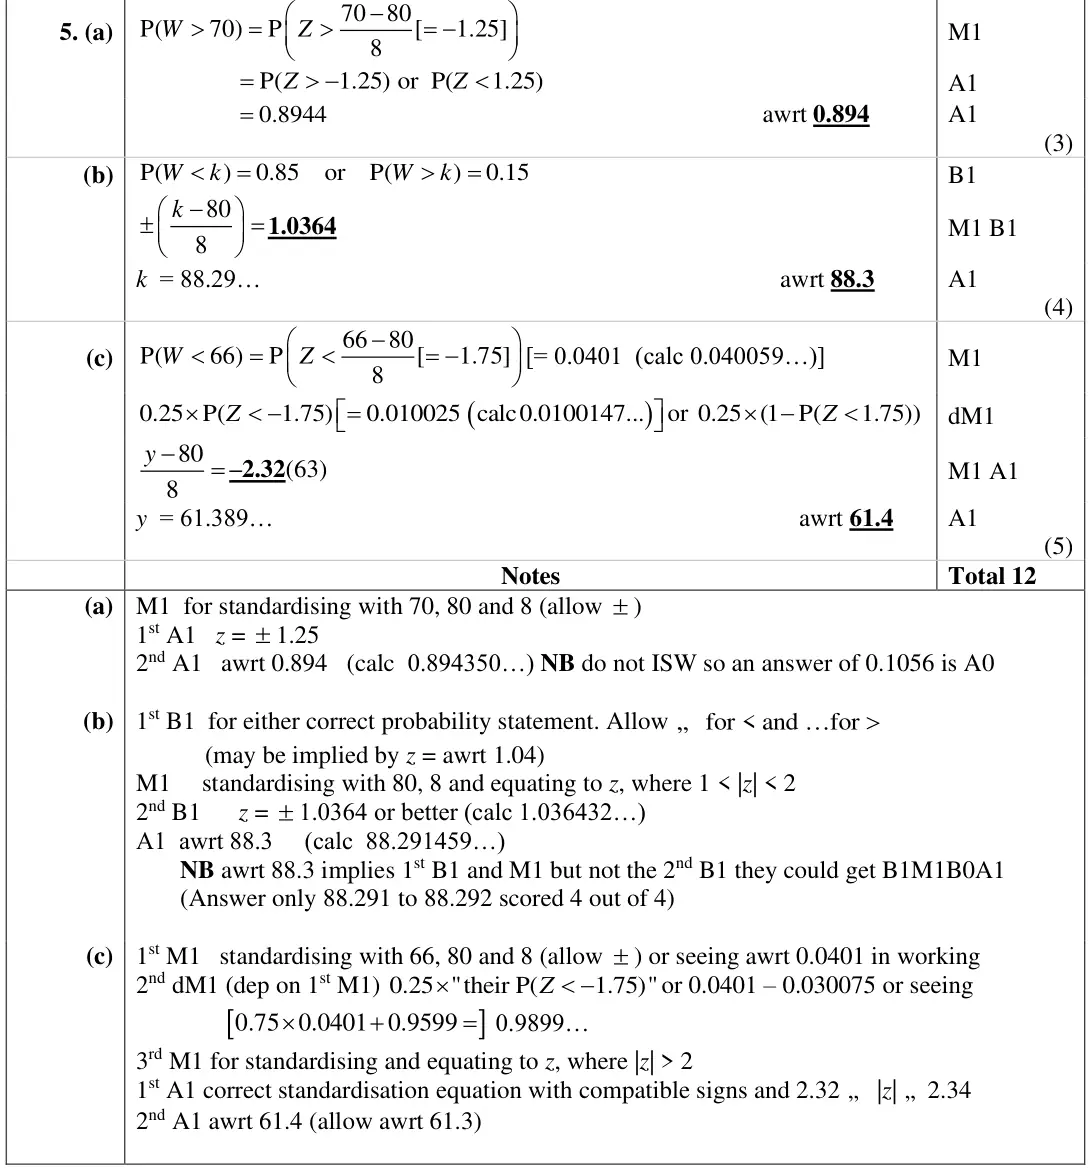 5. (a) P(W > 70) = P(Z > (70−80)/8 [= −1.25]) M1
= P(Z > −1.25) or P(Z < 1.25) A1
= 0.8944 awrt 0.894 A1
(3)
(b) P(W < k) = 0.85 or P(W > k) = 0.15 B1
±((k−80)/8) = 1.0364 M1 B1
k = 88.29… awrt 88.3 A1
(4)
(c) P(W < 66) = P(Z < (66−80)/8 [= −1.75]) [= 0.0401 (calc 0.040059…)] M1
0.25×P(Z < −1.75)[= 0.010025 (calc0.0100147...)] or 0.25×(1−P(Z < 1.75)) dM1
(y−80)/8 = –2.32(63) M1 A1
y = 61.389… awrt 61.4 A1
(5)
Notes Total 12
(a) M1 for standardising with 70, 80 and 8 (allow ±)
1st A1 z = ± 1.25
2nd A1 awrt 0.894 (calc 0.894350…) NB do not ISW so an answer of 0.1056 is A0
(b) 1st B1 for either correct probability statement. Allow „ for < and …for >
(may be implied by z = awrt 1.04)
M1 standardising with 80, 8 and equating to z, where 1 < |z| < 2
2nd B1 z = ± 1.0364 or better (calc 1.036432…)
A1 awrt 88.3 (calc 88.291459…)
NB awrt 88.3 implies 1st B1 and M1 but not the 2nd B1 they could get B1M1B0A1
(Answer only 88.291 to 88.292 scored 4 out of 4)
(c) 1st M1 standardising with 66, 80 and 8 (allow ±) or seeing awrt 0.0401 in working
2nd dM1 (dep on 1st M1) 0.25×"their P(Z < −1.75)" or 0.0401 – 0.030075 or seeing
[0.75×0.0401+0.9599 =] 0.9899…
3rd M1 for standardising and equating to z, where |z| > 2
1st A1 correct standardisation equation with compatible signs and 2.32 „ |z| „ 2.34
2nd A1 awrt 61.4 (allow awrt 61.3)